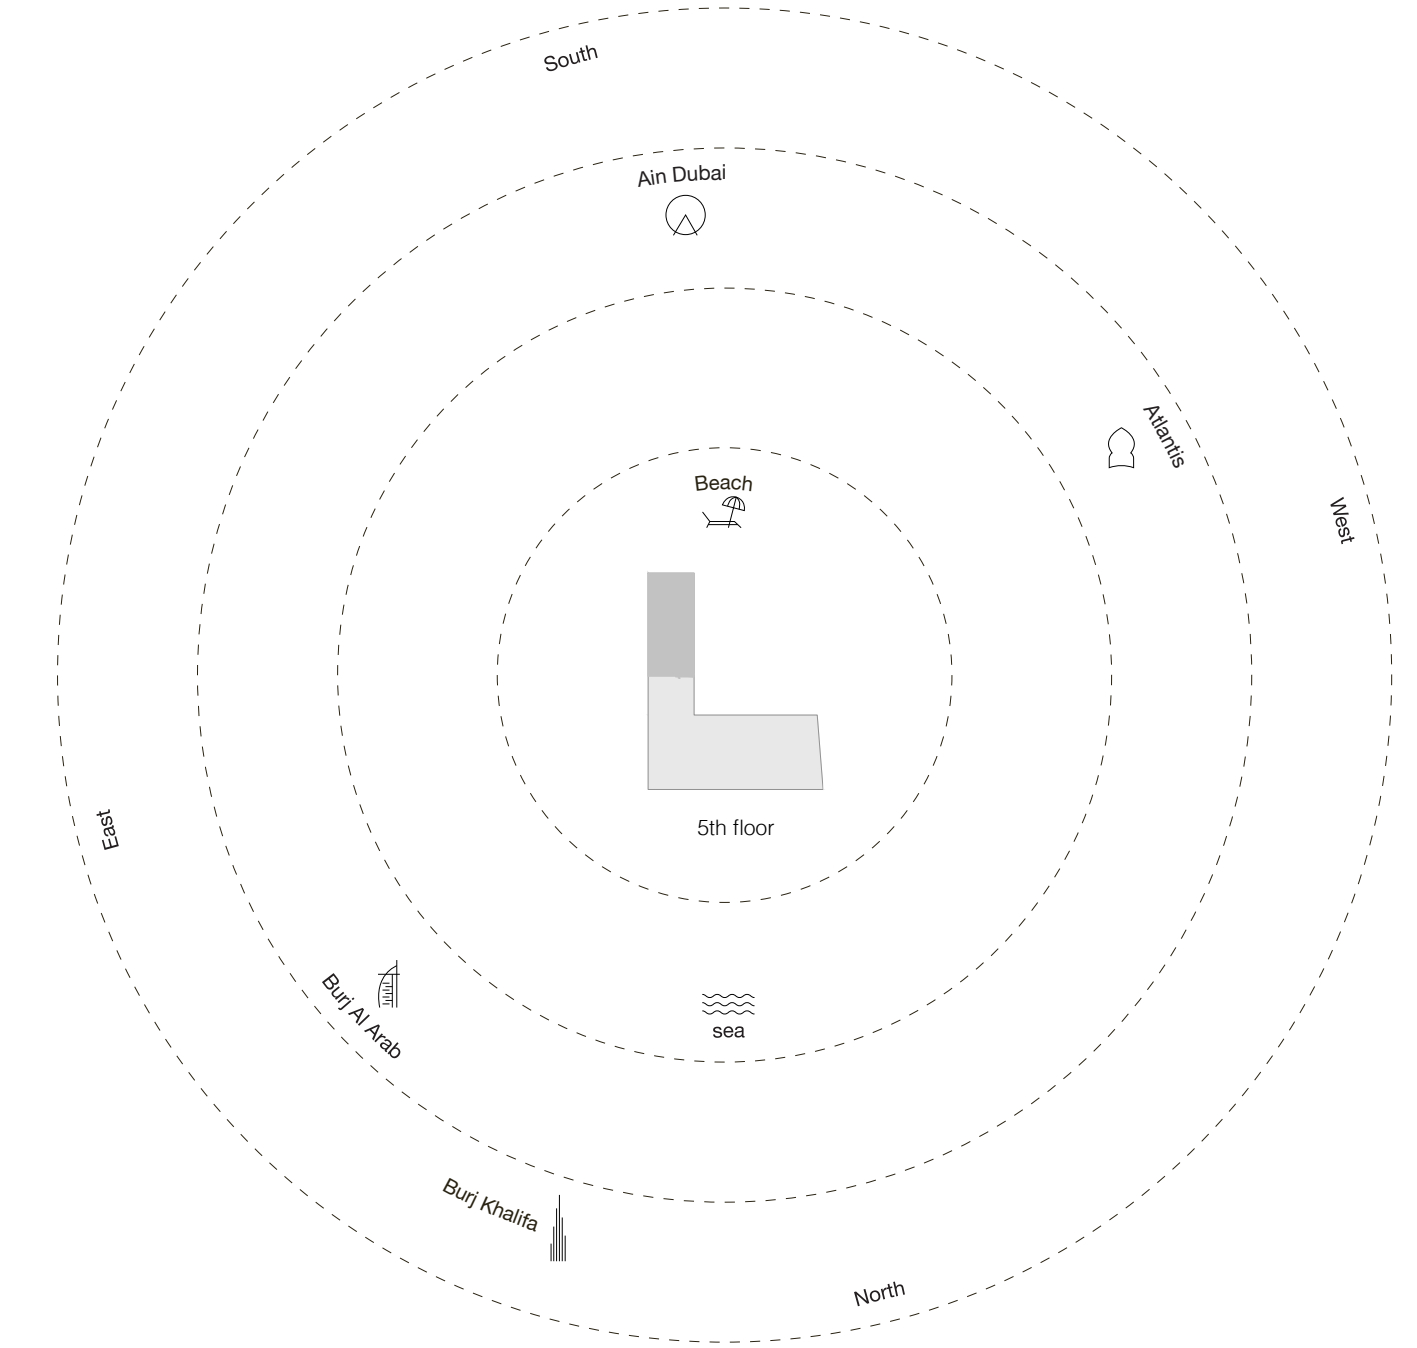 South
Ain Dubai
Atlantis
Beach
West
East
5th floor
Burj Al Arab
sea
Burj Khalifa
North